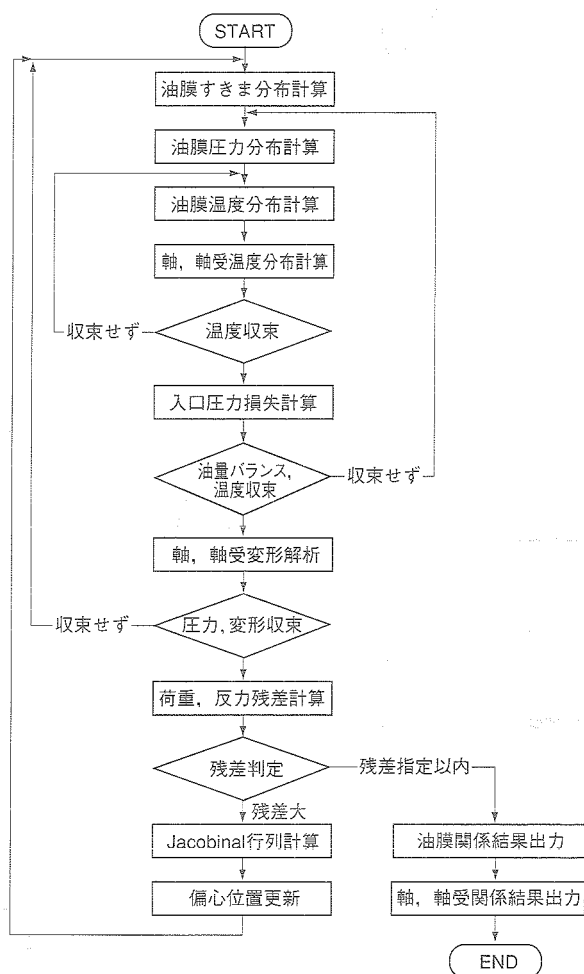 START
油膜すきま分布計算
油膜圧力分布計算
油膜温度分布計算
軸，軸受温度分布計算
収束せず
温度収束
入口圧力損失計算
油量バランス，
温度収束
収束せず
軸，軸受変形解析
収束せず
圧力，変形収束
荷重，反力残差計算
残差判定
残差指定以内
残差大
Jacobinal行列計算
油膜関係結果出力
偏心位置更新
軸，軸受関係結果出力
END